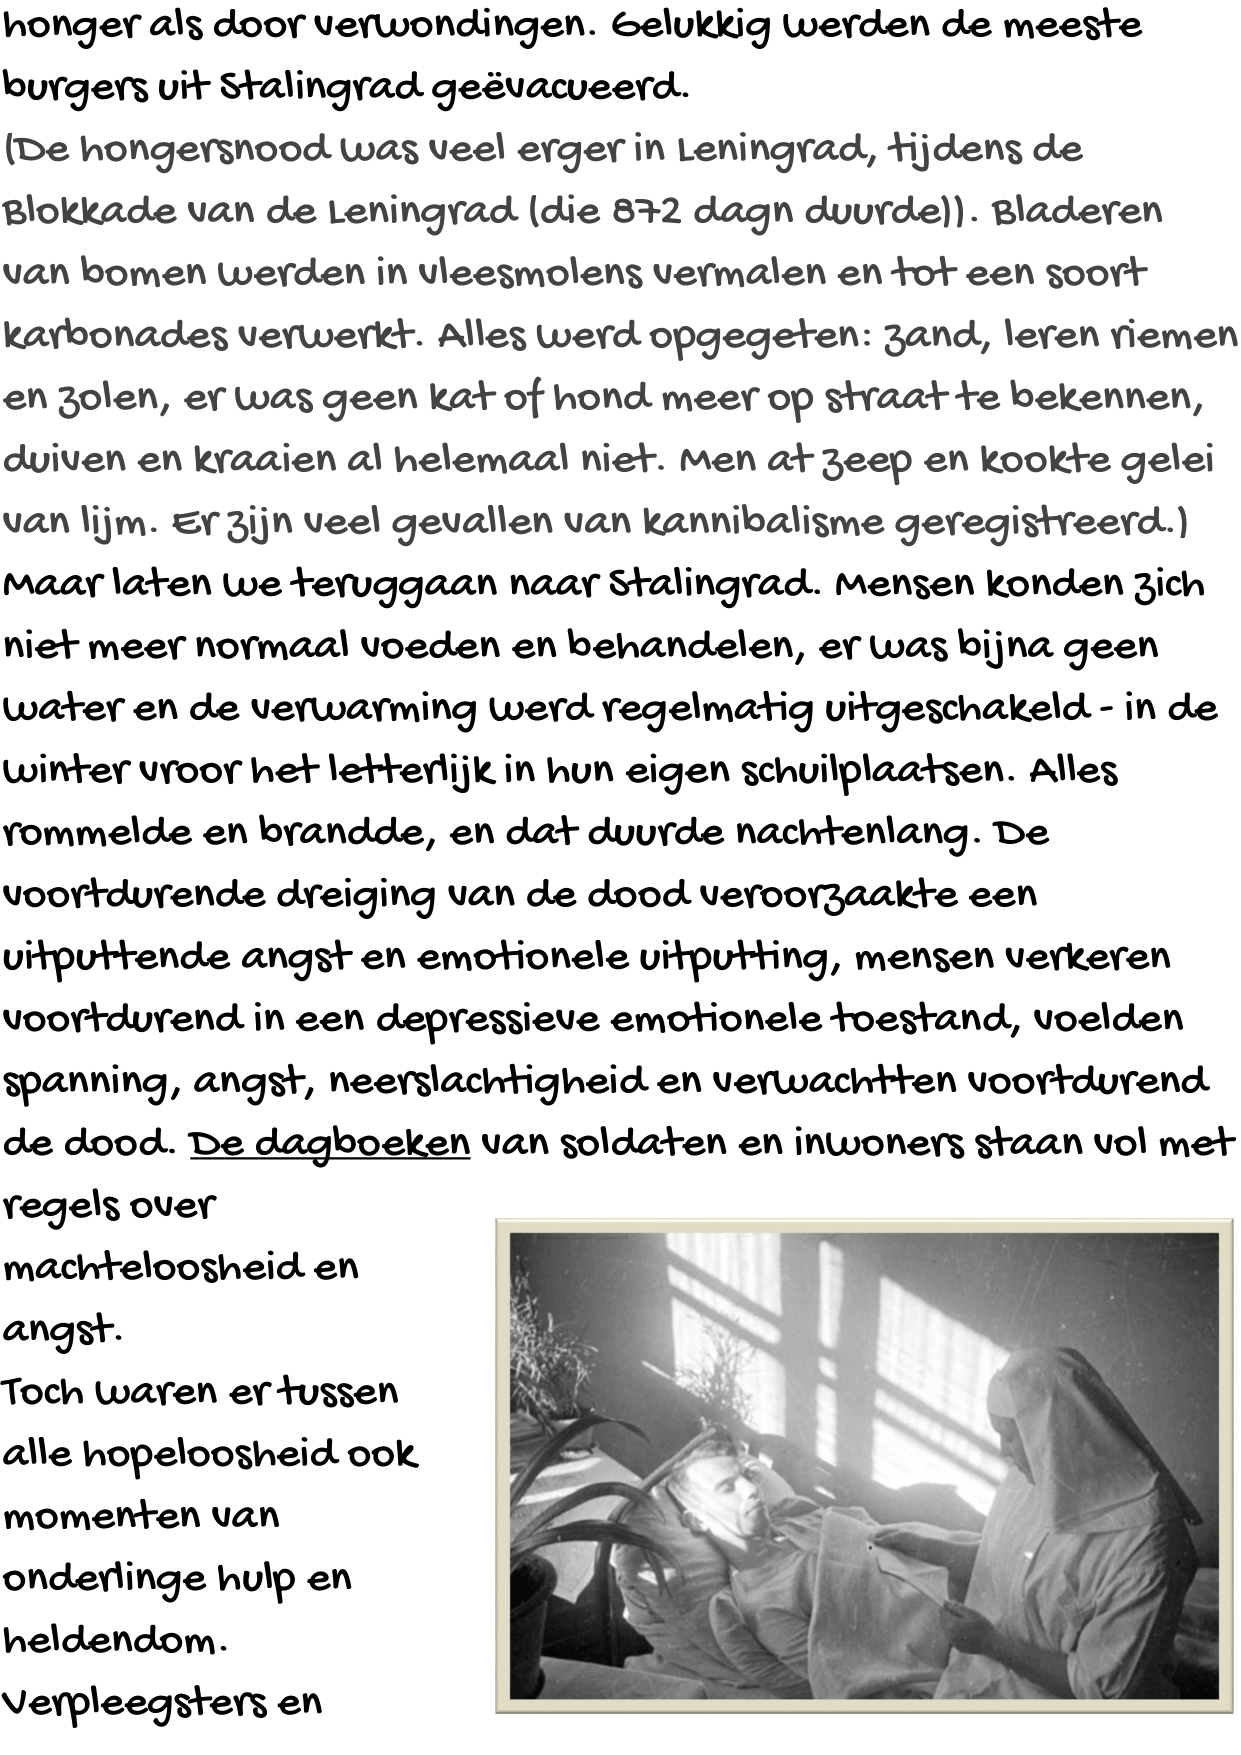 honger als door verwondingen. Gelukkig werden de meeste
burgers uit Stalingrad geëvacueerd.
(De hongersnood was veel erger in Leningrad, tijdens de
Blokkade van de Leningrad (die 872 dagn duurde)). Bladeren
van bomen werden in vleesmolens vermalen en tot een soort
karbonades verwerkt. Alles werd opgegeten: zand, leren riemen
en zolen, er was geen kat of hond meer op straat te bekennen,
duiven en kraaien al helemaal niet. Men at zeep en kookte gelei
van lijm. Er zijn veel gevallen van kannibalisme geregistreerd.)
Maar laten we teruggaan naar Stalingrad. Mensen konden zich
niet meer normaal voeden en behandelen, er was bijna geen
water en de verwarming werd regelmatig uitgeschakeld - in de
winter vroor het letterlijk in hun eigen schuilplaatsen. Alles
rommelde en brandde, en dat duurde nachtenlang. De
voortdurende dreiging van de dood veroorzaakte een
uitputtende angst en emotionele uitputting, mensen verkeren
voortdurend in een depressieve emotionele toestand, voelden
spanning, angst, neerslachtigheid en verwachtten voortdurend
de dood. De dagboeken van soldaten en inwoners staan vol met
regels over
machteloosheid en
angst.
Toch waren er tussen
alle hopeloosheid ook
momenten van
onderlinge hulp en
heldendom.
Verpleegsters en